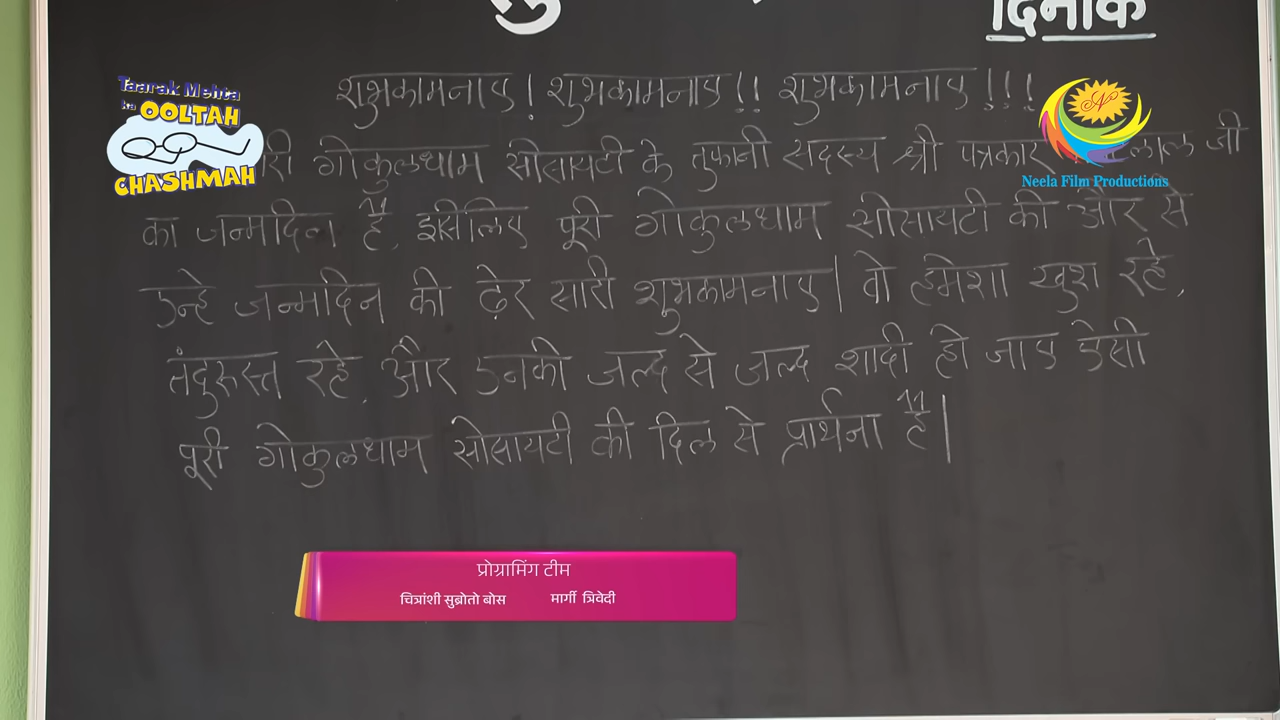 दिनांक
Taarak Mehta
ka OOLTAH
CHASHMAH
Neela Film Productions
शुभकामनाए! शुभकामनाए!! शुभकामनाए!!!
गोकुलधाम सोसायटी के तुफानी सदस्य श्री पत्रकार जी
का जन्मदिन है, इसीलिए पूरी गोकुलधाम सोसायटी की और से
उन्हे जन्मदिन की ढ़ेर सारी शुभकामनाए| वो हमेशा खुश रहे,
तंदुरुस्त रहे, और उनकी जल्द से जल्द शादी हो जाए ऐसी
पूरी गोकुलधाम सोसायटी की दिल से प्रार्थना है|
प्रोग्रामिंग टीम
चित्रांशी सुब्रोतो बोस मार्गी त्रिवेदी